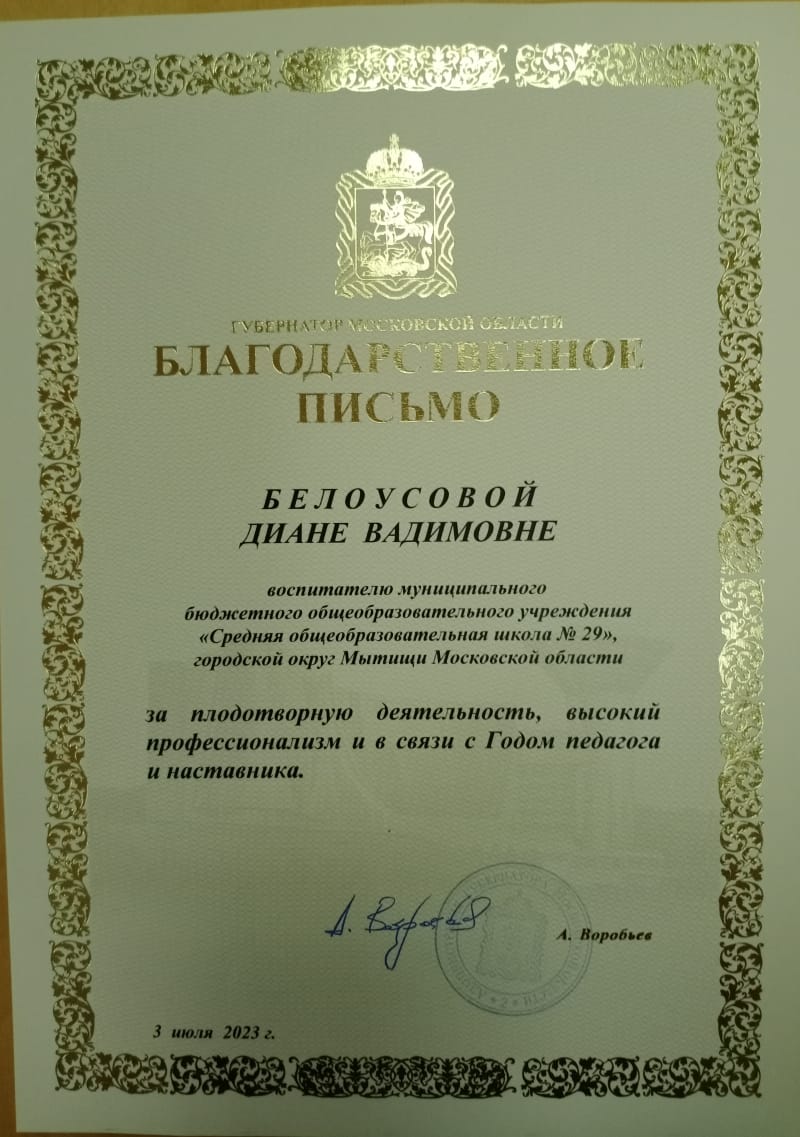 ГУБЕРНАТОР МОСКОВСКОЙ ОБЛАСТИ
БЛАГОДАРСТВЕННОЕ
ПИСЬМО
БЕЛОУСОВОЙ
ДИАНЕ ВАДИМОВНЕ
воспитателю муниципального
бюджетного общеобразовательного учреждения
«Средняя общеобразовательная школа № 29»,
городской округ Мытищи Московской области
за плодотворную деятельность, высокий
профессионализм и в связи с Годом педагога
и наставника.
А. Воробьев
3 июля 2023 г.